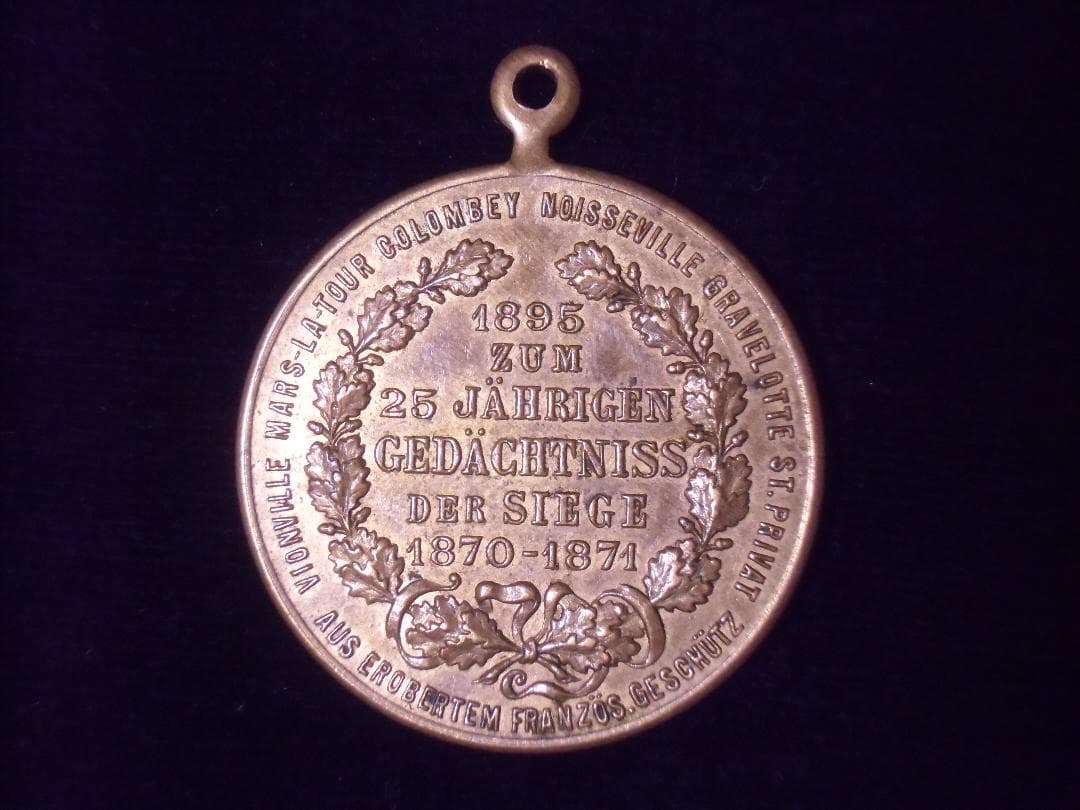 VIONVILLE MARS-LA-TOUR COLOMBEY NOISSEVILLE GRAVELOTTE ST. PRIVAT
1895
ZUM
25 JÄHRIGEN
GEDÄCHTNISS
DER SIEGE
1870-1871
AUS EROBERTEM FRANZÖS. GESCHÜTZ